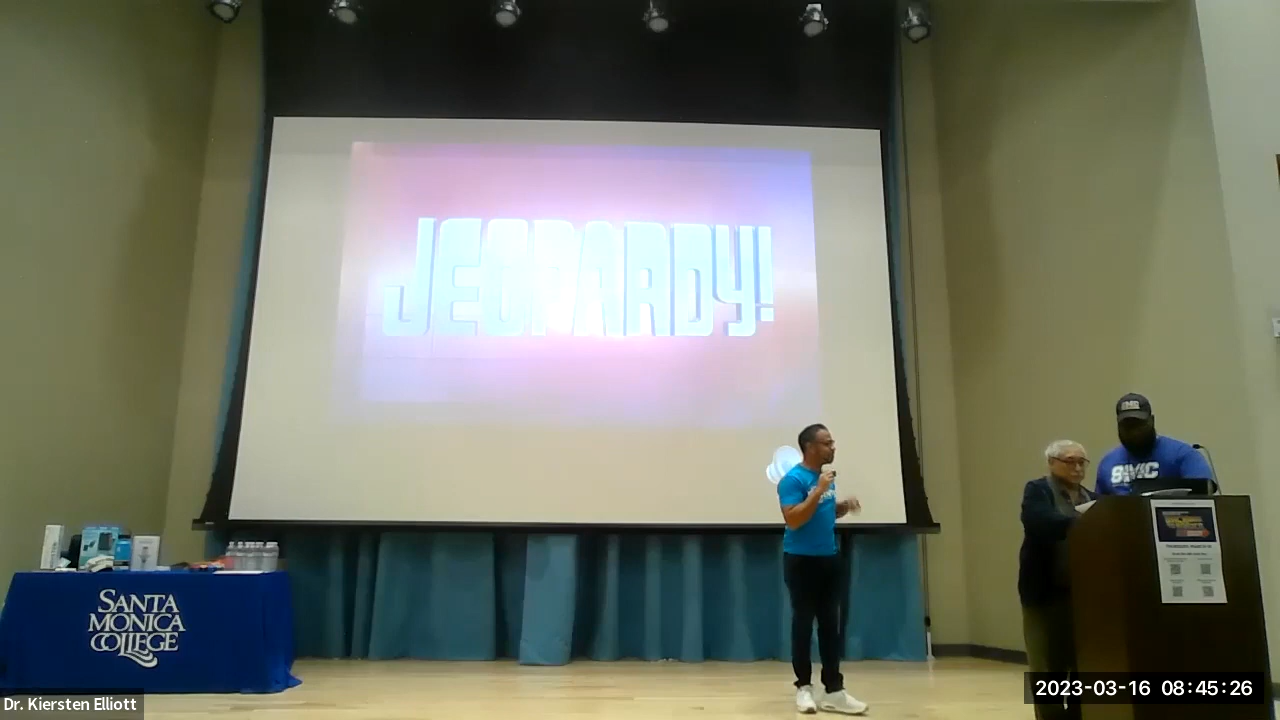 JEOPARDY!
SMC
SANTA
MONICA
COLLEGE
Dr. Kiersten Elliott
2023-03-16 08:45:26